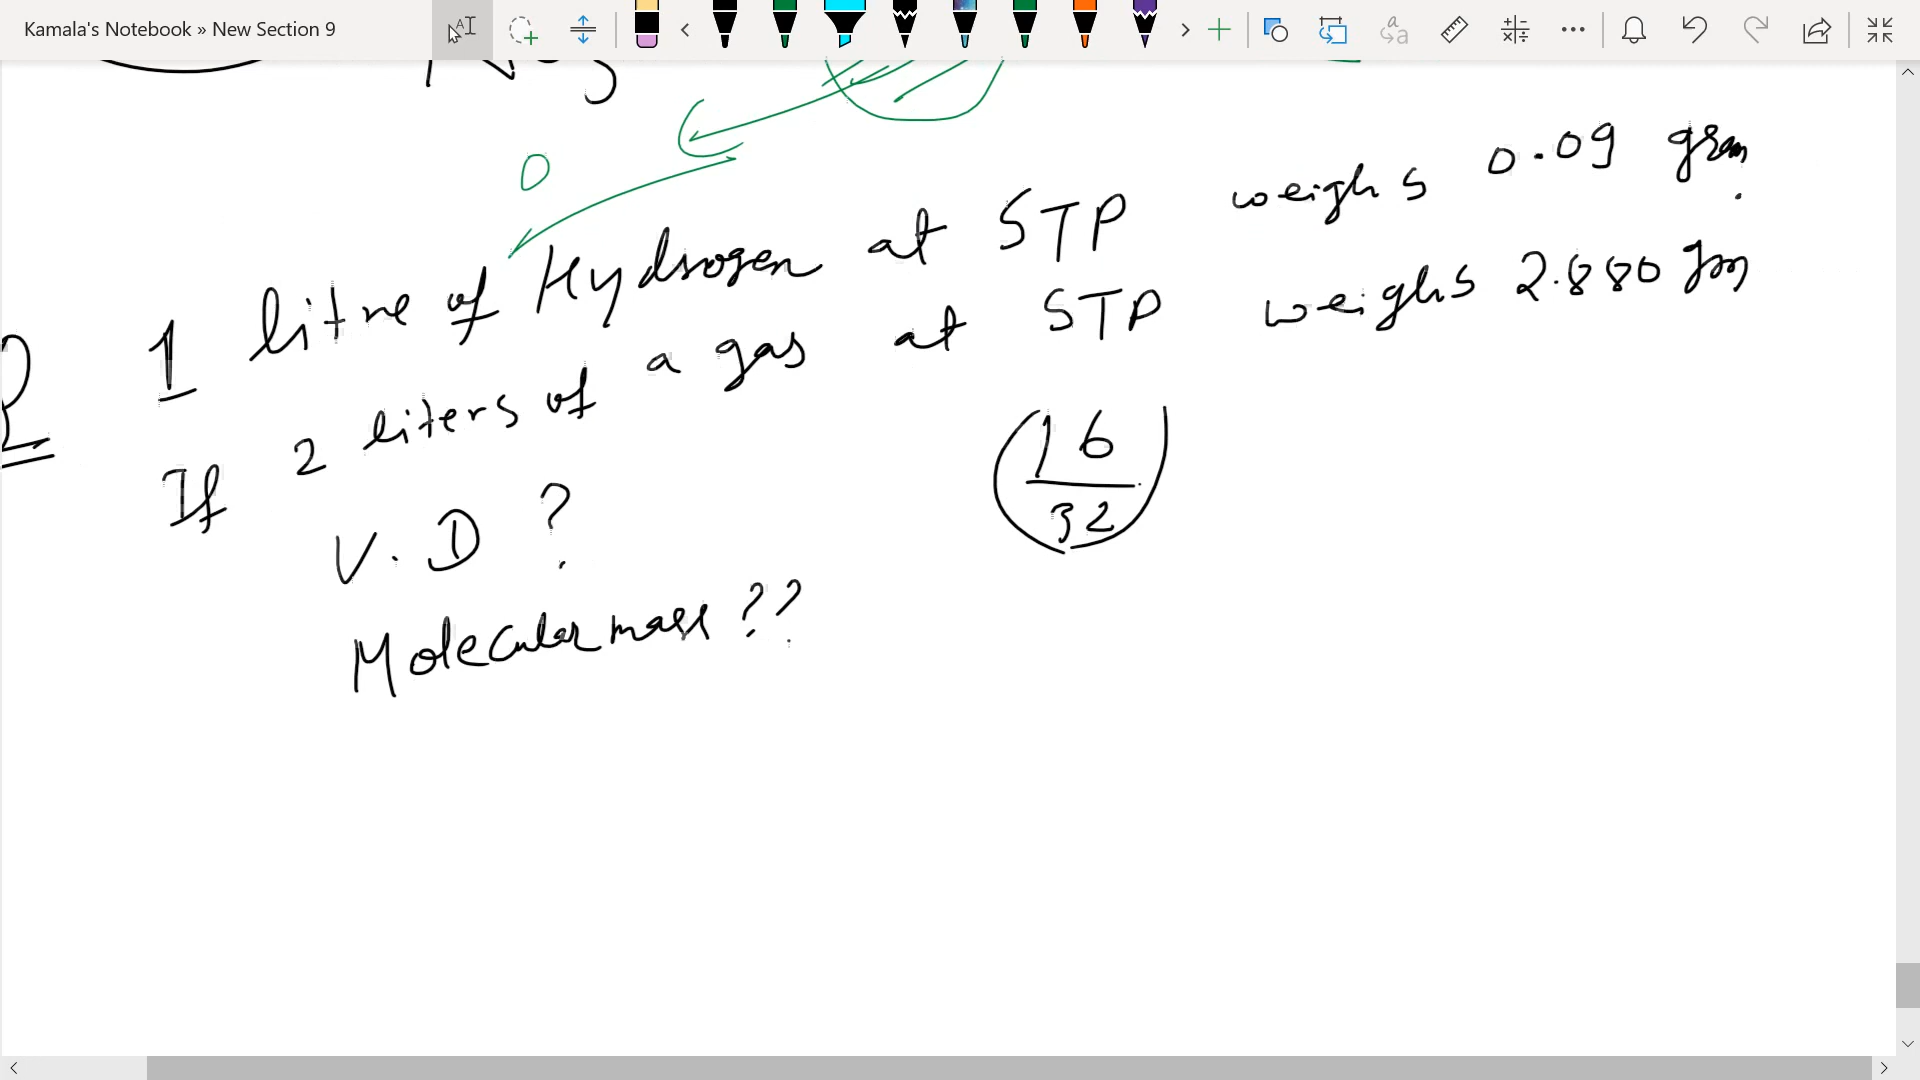 Kamala's Notebook » New Section 9
0
1 litre of Hydrogen at STP weighs 0.09 gram.
If 2 liters of a gas at STP weighs 2.880 gm
V.D ?
16
32
Molecular mass ??